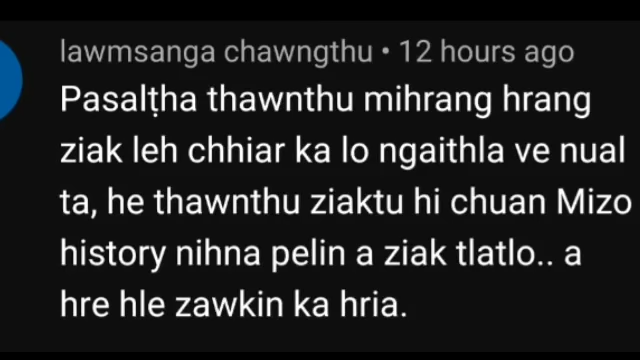 lawmsanga chawngthu • 12 hours ago
Pasalṭha thawnthu mihrang hrang
ziak leh chhiar ka lo ngaithla ve nual
ta, he thawnthu ziaktu hi chuan Mizo
history nihna pelin a ziak tlatlo.. a
hre hle zawkin ka hria.